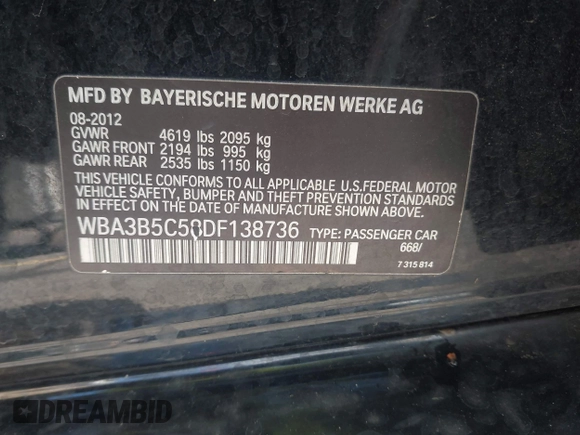 MFD BY BAYERISCHE MOTOREN WERKE AG
08-2012
GVWR 4619 lbs 2095 kg
GAWR FRONT 2194 lbs 995 kg
GAWR REAR 2535 lbs 1150 kg
THIS VEHICLE CONFORMS TO ALL APPLICABLE U.S.FEDERAL MOTOR
VEHICLE SAFETY, BUMPER AND THEFT PREVENTION STANDARDS
IN EFFECT ON THE DATE OF MANUFACTURE SHOWN ABOVE.
WBA3B5C58DF138736 TYPE: PASSENGER CAR
668/
7 315 814
DREAMBID